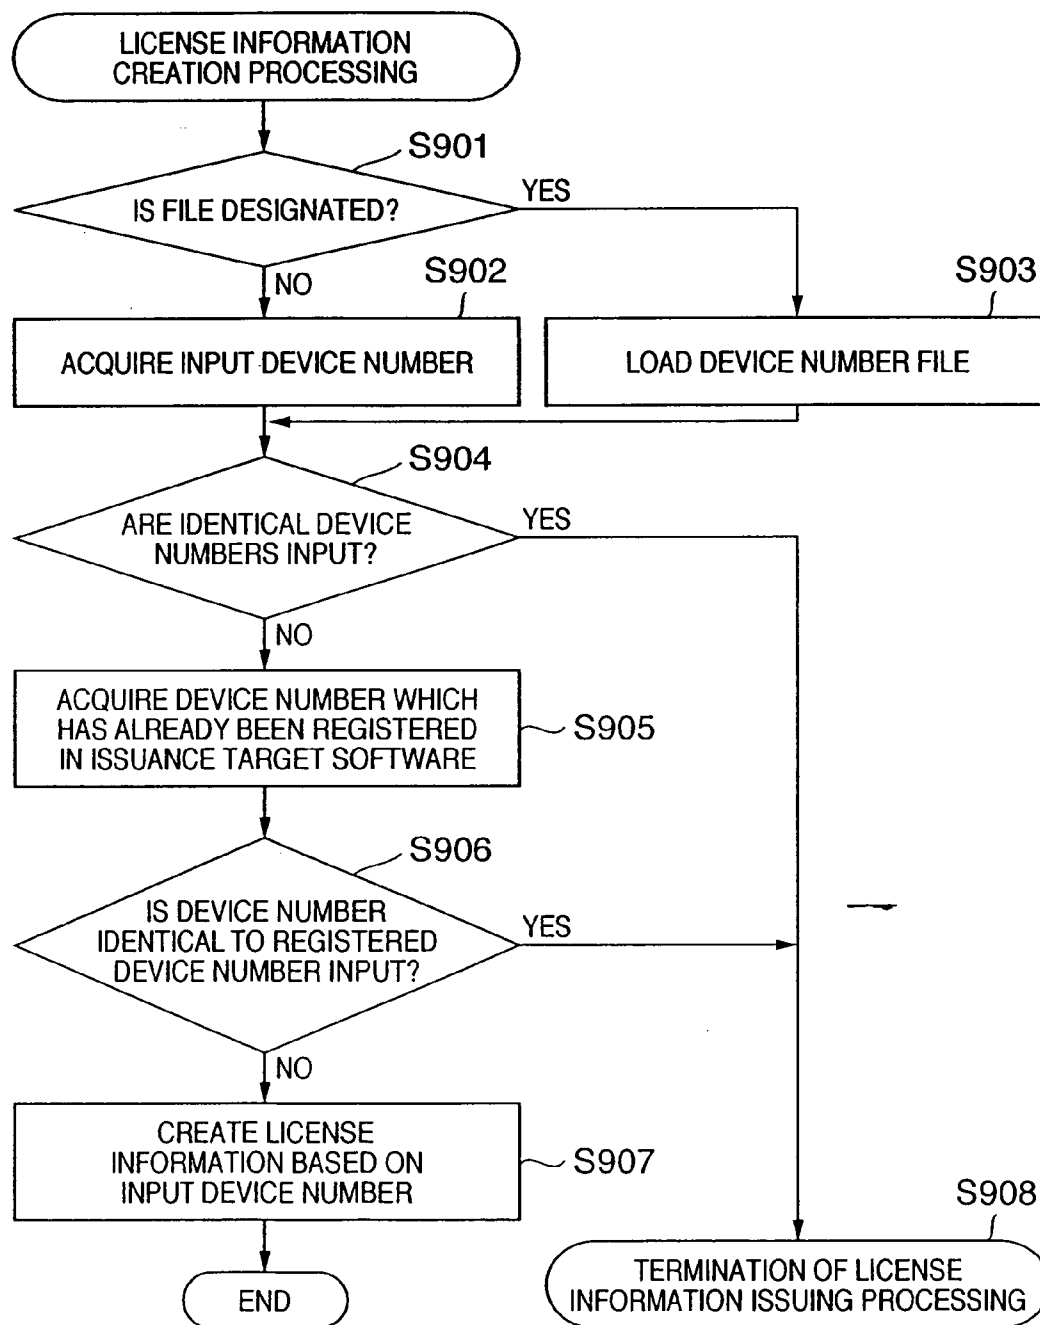 LICENSE INFORMATION
CREATION PROCESSING
S901
IS FILE DESIGNATED?
YES
NO
S902
S903
ACQUIRE INPUT DEVICE NUMBER
LOAD DEVICE NUMBER FILE
S904
ARE IDENTICAL DEVICE
NUMBERS INPUT?
YES
NO
ACQUIRE DEVICE NUMBER WHICH
HAS ALREADY BEEN REGISTERED
IN ISSUANCE TARGET SOFTWARE
S905
S906
IS DEVICE NUMBER
IDENTICAL TO REGISTERED
DEVICE NUMBER INPUT?
YES
NO
CREATE LICENSE
INFORMATION BASED ON
INPUT DEVICE NUMBER
S907
S908
END
TERMINATION OF LICENSE
INFORMATION ISSUING PROCESSING